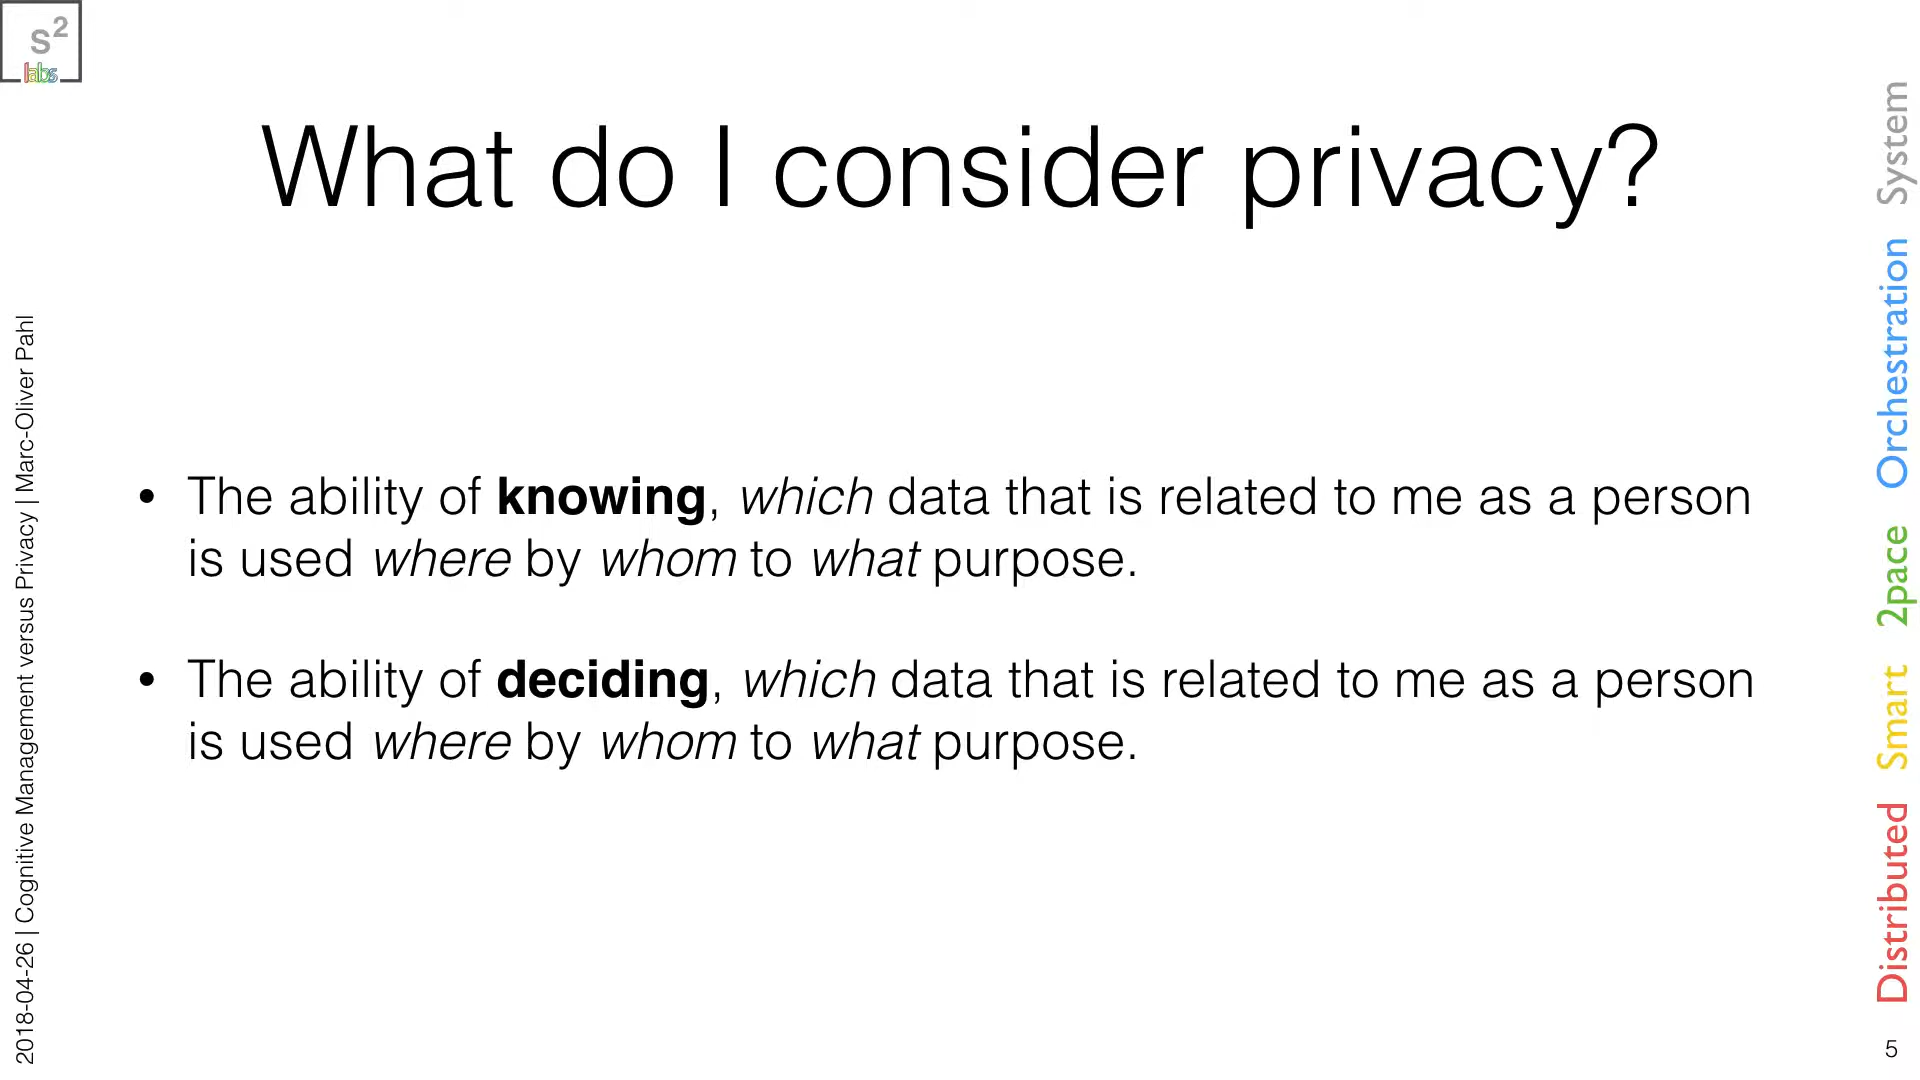 s2
labs
What do I consider privacy?
• The ability of knowing, which data that is related to me as a person
is used where by whom to what purpose.
• The ability of deciding, which data that is related to me as a person
is used where by whom to what purpose.
2018-04-26 | Cognitive Management versus Privacy | Marc-Oliver Pahl
Distributed Smart 2pace Orchestration System
5